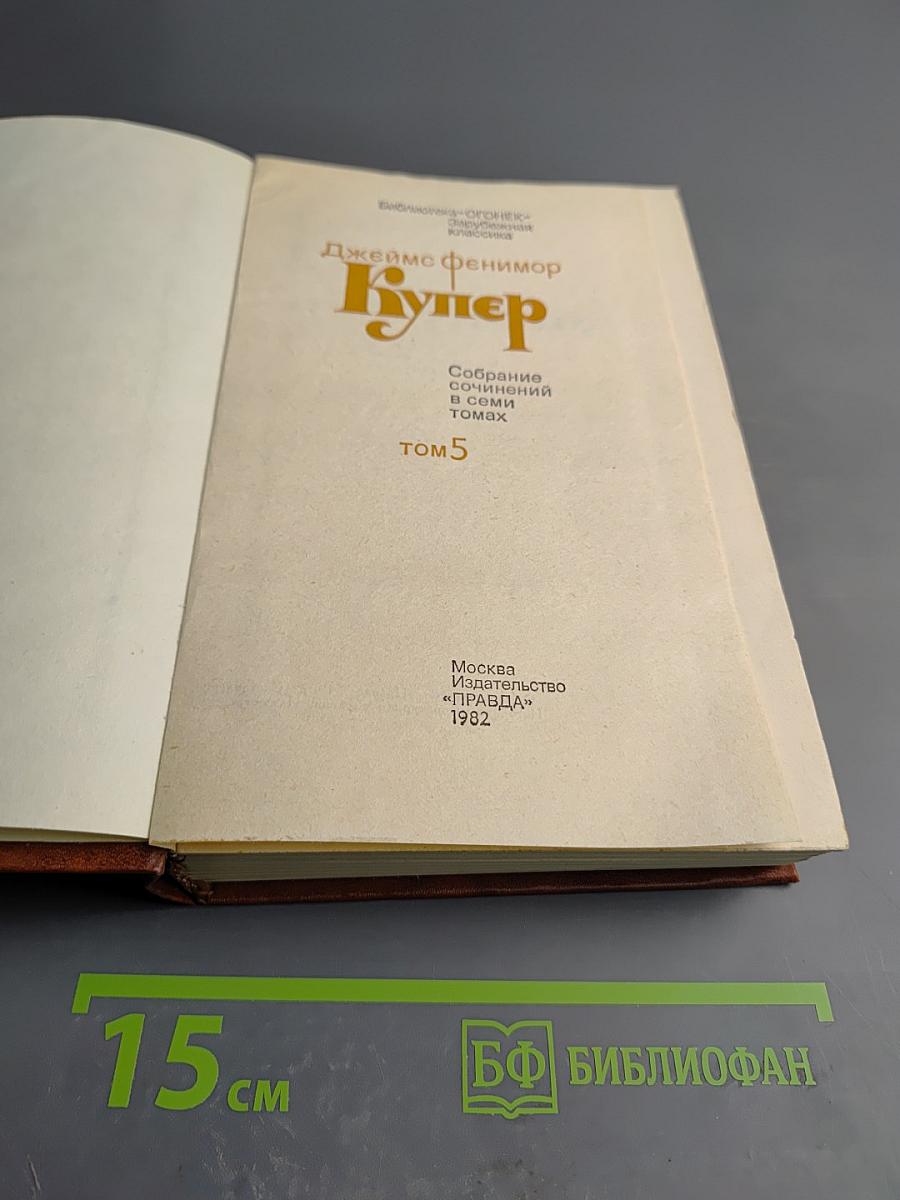 Библиотека «ОГОНЕК»
Зарубежная
классика
Джеймс Фенимор
Купер
Собрание
сочинений
в семи
томах
том 5
Москва
Издательство
«ПРАВДА»
1982
15 см
БФ БИБЛИОФАН